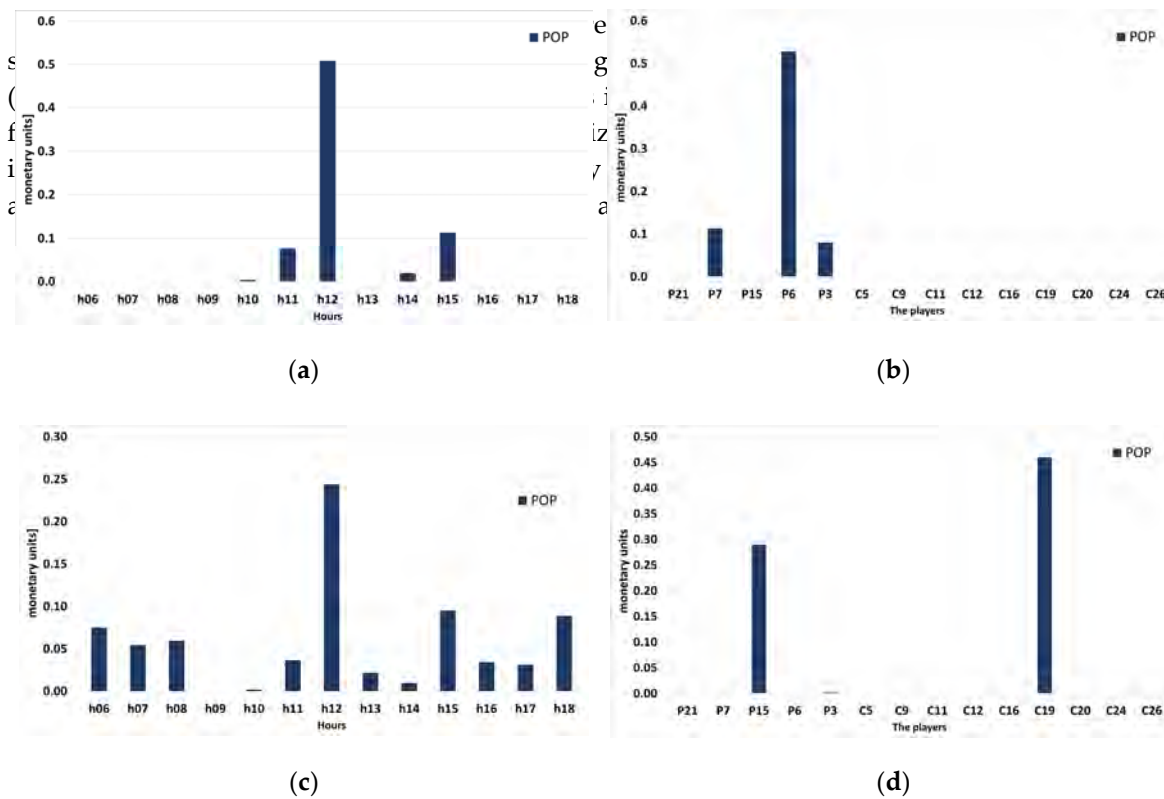 0.6
POP
0.5
0.4
0.3
0.2
0.1
0.0
monetary units]
h06 h07 h08 h09 h10 h11 h12 h13 h14 h15 h16 h17 h18
Hours
(a)
0.6
POP
0.5
0.4
0.3
0.2
0.1
0.0
monetary units]
P21 P7 P15 P6 P3 C5 C9 C11 C12 C16 C19 C20 C24 C26
The players
(b)
0.30
0.25
POP
0.20
0.15
0.10
0.05
0.00
monetary units]
h06 h07 h08 h09 h10 h11 h12 h13 h14 h15 h16 h17 h18
Hours
(c)
0.50
POP
0.45
0.40
0.35
0.30
0.25
0.20
0.15
0.10
0.05
0.00
monetary units
P21 P7 P15 P6 P3 C5 C9 C11 C12 C16 C19 C20 C24 C26
The players
(d)